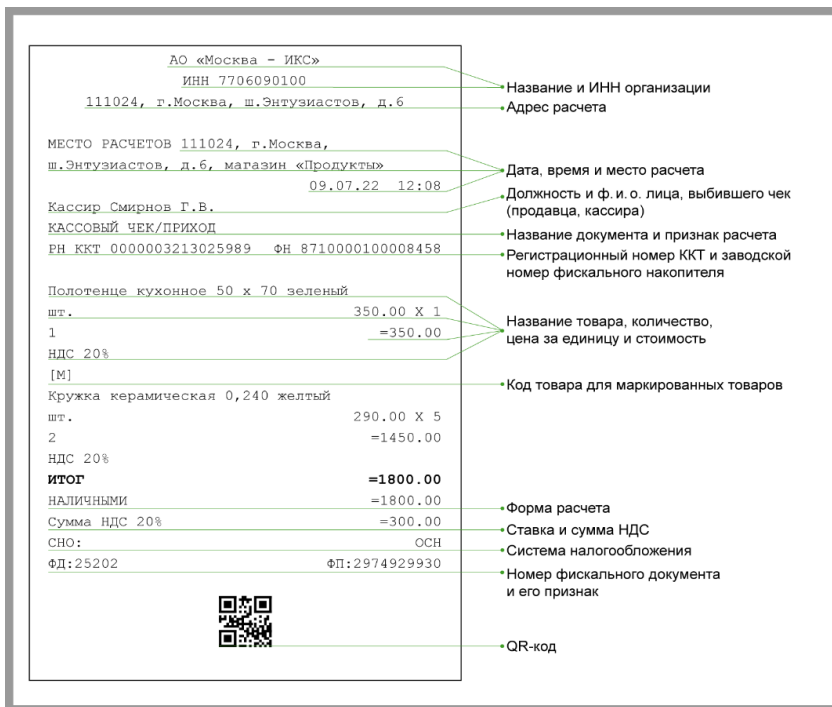 АО «Москва – ИКС»
ИНН 7706090100
111024, г.Москва, ш.Энтузиастов, д.6
МЕСТО РАСЧЕТОВ 111024, г.Москва,
ш.Энтузиастов, д.6, магазин «Продукты»
09.07.22 12:08
Кассир Смирнов Г.В.
КАССОВЫЙ ЧЕК/ПРИХОД
РН ККТ 0000003213025989 ФН 8710000100008458
Полотенце кухонное 50 х 70 зеленый
шт. 350.00 X 1
1 =350.00
НДС 20%
[M]
Кружка керамическая 0,240 желтый
шт. 290.00 X 5
2 =1450.00
НДС 20%
ИТОГ =1800.00
НАЛИЧНЫМИ =1800.00
Сумма НДС 20% =300.00
СНО: ОСН
ФД:25202 ФП:2974929930
Название и ИНН организации
Адрес расчета
Дата, время и место расчета
Должность и ф. и. о. лица, выбившего чек
(продавца, кассира)
Название документа и признак расчета
Регистрационный номер ККТ и заводской
номер фискального накопителя
Название товара, количество,
цена за единицу и стоимость
Код товара для маркированных товаров
Форма расчета
Ставка и сумма НДС
Система налогообложения
Номер фискального документа
и его признак
QR-код